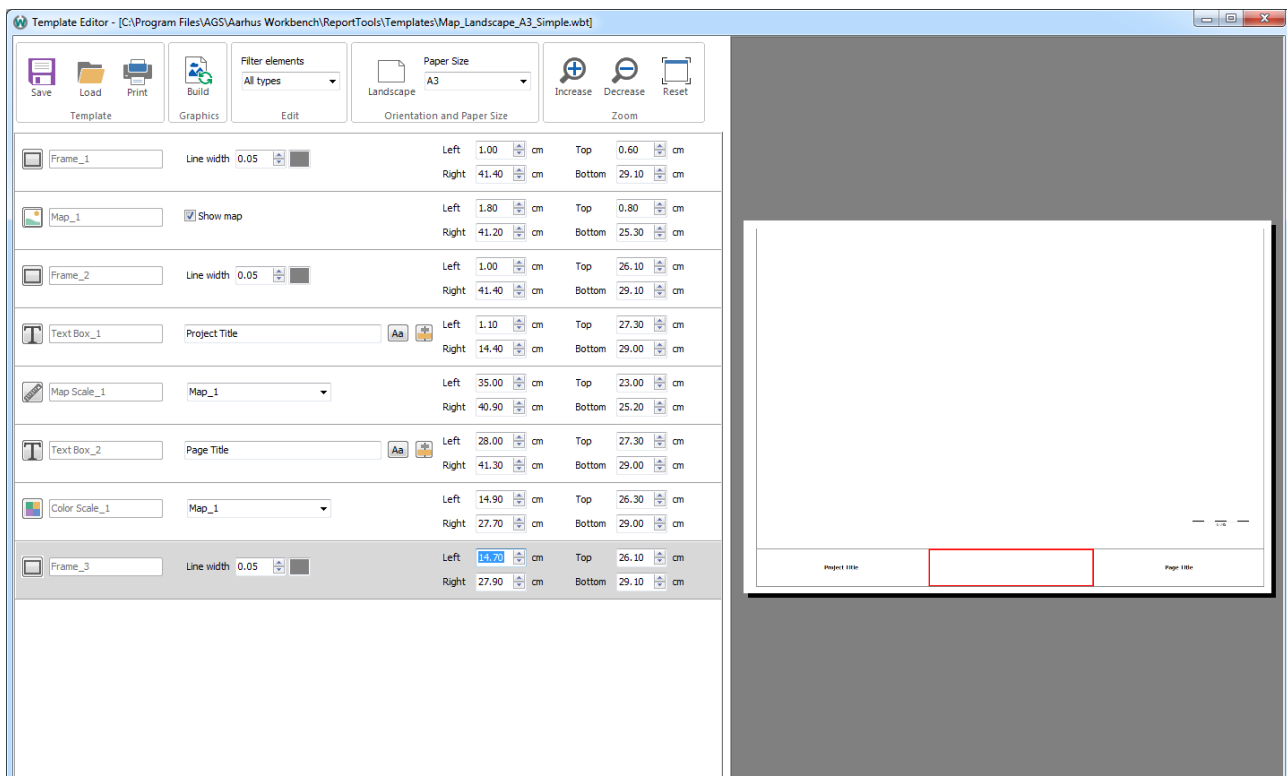 Template Editor - [C:\Program Files\AGS\Aarhus Workbench\ReportTools\Templates\Map_Landscape_A3_Simple.wbt]
Save Load Print
Template
Build
Graphics
Filter elements
All types
Edit
Landscape
Paper Size
A3
Orientation and Paper Size
Increase Decrease Reset
Zoom
Frame_1 Line width 0.05 Left 1.00 cm Top 0.60 cm
Right 41.40 cm Bottom 29.10 cm
Map_1 Show map Left 1.80 cm Top 0.80 cm
Right 41.20 cm Bottom 25.30 cm
Frame_2 Line width 0.05 Left 1.00 cm Top 26.10 cm
Right 41.40 cm Bottom 29.10 cm
Text Box_1 Project Title Aa Left 1.10 cm Top 27.30 cm
Right 14.40 cm Bottom 29.00 cm
Map Scale_1 Map_1 Left 35.00 cm Top 23.00 cm
Right 40.90 cm Bottom 25.20 cm
Text Box_2 Page Title Aa Left 28.00 cm Top 27.30 cm
Right 41.30 cm Bottom 29.00 cm
Color Scale_1 Map_1 Left 14.90 cm Top 26.30 cm
Right 27.70 cm Bottom 29.00 cm
Frame_3 Line width 0.05 Left 14.70 cm Top 26.10 cm
Right 27.90 cm Bottom 29.10 cm
Project Title Page Title